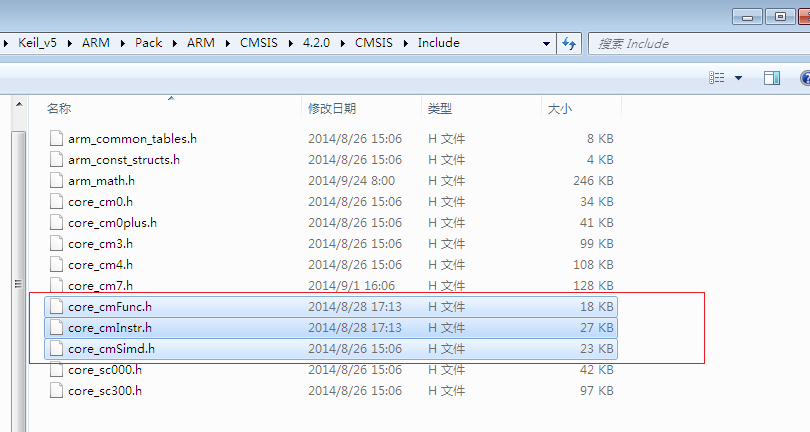 Keil_v5 ARM Pack ARM CMSIS 4.2.0 CMSIS Include 搜索 Include
名称 修改日期 类型 大小
arm_common_tables.h 2014/8/26 15:06 H 文件 8 KB
arm_const_structs.h 2014/8/26 15:06 H 文件 4 KB
arm_math.h 2014/9/24 8:00 H 文件 246 KB
core_cm0.h 2014/8/26 15:06 H 文件 34 KB
core_cm0plus.h 2014/8/26 15:06 H 文件 41 KB
core_cm3.h 2014/8/26 15:06 H 文件 99 KB
core_cm4.h 2014/8/26 15:06 H 文件 108 KB
core_cm7.h 2014/9/1 16:06 H 文件 128 KB
core_cmFunc.h 2014/8/28 17:13 H 文件 18 KB
core_cmInstr.h 2014/8/28 17:13 H 文件 27 KB
core_cmSimd.h 2014/8/26 15:06 H 文件 23 KB
core_sc000.h 2014/8/26 15:06 H 文件 42 KB
core_sc300.h 2014/8/26 15:06 H 文件 97 KB